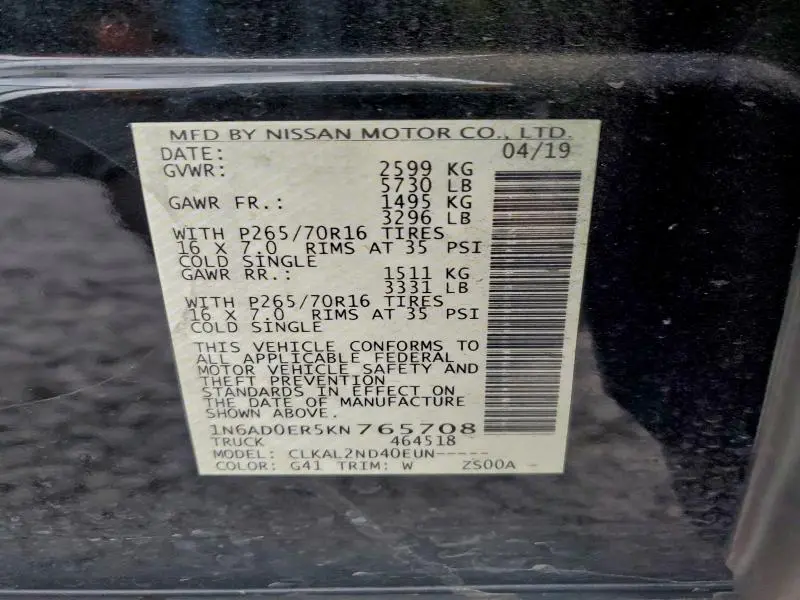 MFD BY NISSAN MOTOR CO., LTD.
DATE: 04/19
GVWR: 2599 KG
5730 LB
GAWR FR.: 1495 KG
3296 LB
WITH P265/70R16 TIRES
16 X 7.0 RIMS AT 35 PSI
COLD SINGLE
GAWR RR.: 1511 KG
3331 LB
WITH P265/70R16 TIRES
16 X 7.0 RIMS AT 35 PSI
COLD SINGLE
THIS VEHICLE CONFORMS TO
ALL APPLICABLE FEDERAL
MOTOR VEHICLE SAFETY AND
THEFT PREVENTION
STANDARDS IN EFFECT ON
THE DATE OF MANUFACTURE
SHOWN ABOVE.
1N6AD0ER5KN765708
TRUCK 464518
MODEL: CLKAL2ND40EUN-----
COLOR: G41 TRIM: W ZS00A -